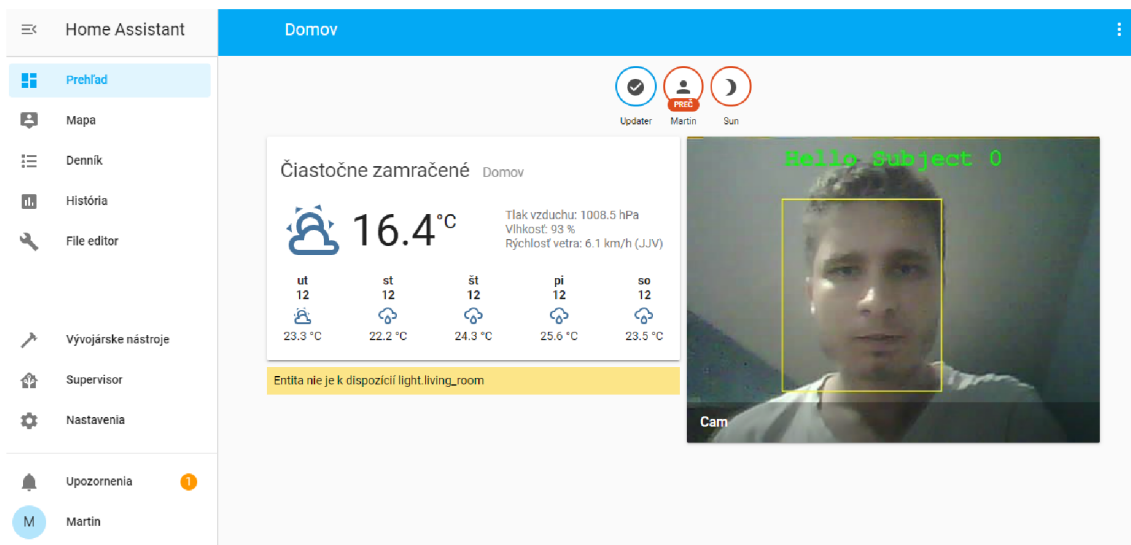 Home Assistant
Domov
Prehľad
Mapa
Denník
História
File editor
Vývojárske nástroje
Supervisor
Nastavenia
Upozornenia 1
M Martin
PREČ
Updater Martin Sun
Čiastočne zamračené Domov
16.4 °C
Tlak vzduchu: 1008.5 hPa
Vlhkosť: 93 %
Rýchlosť vetra: 6.1 km/h (JJV)
ut st št pi so
12 12 12 12 12
23.3 °C 22.2 °C 24.3 °C 25.6 °C 23.5 °C
Entita nie je k dispozícií light.living_room
Hello Subject 0
Cam